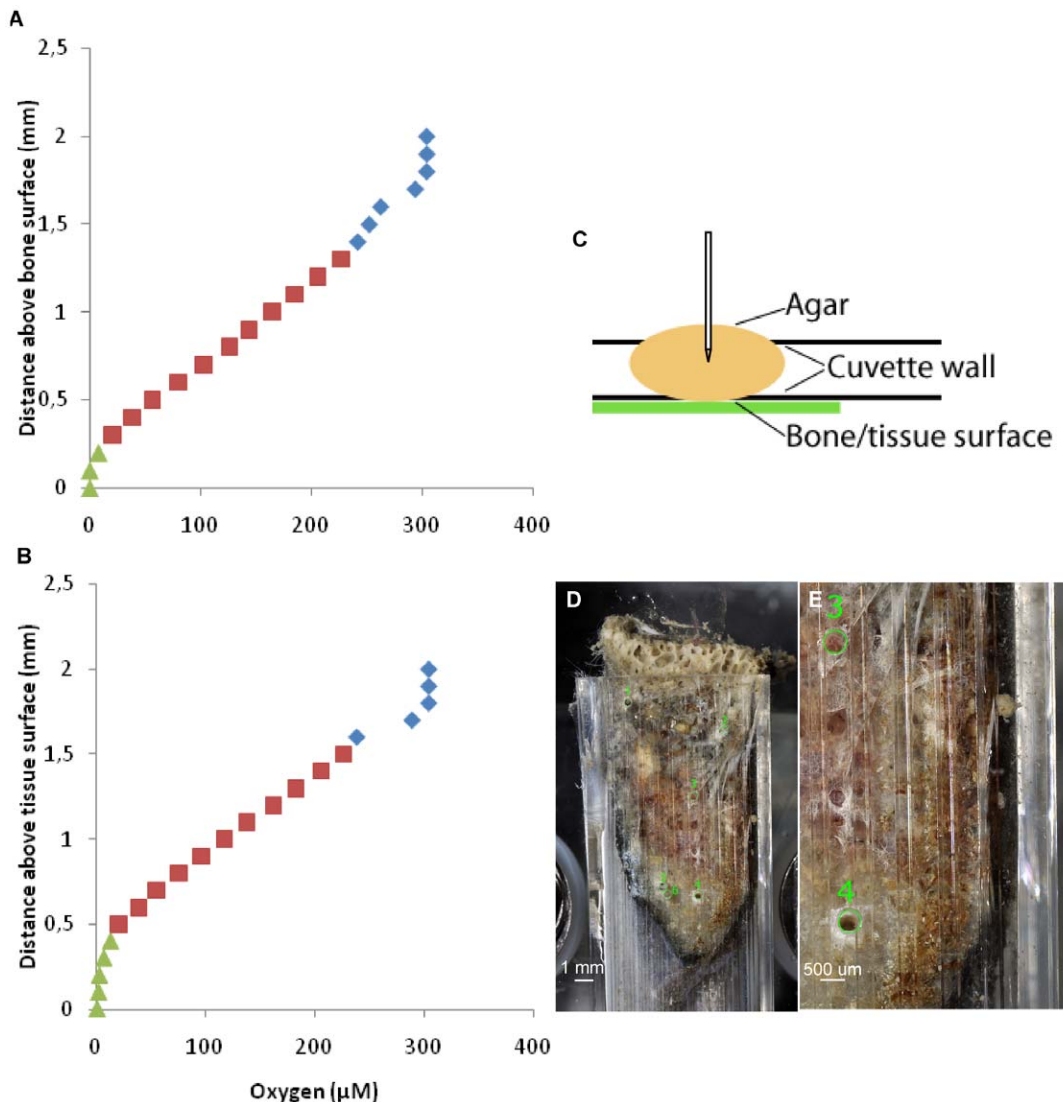 A
Distance above bone surface (mm)
2,5
2
1,5
1
0,5
0
0 100 200 300 400
B
Distance above tissue surface (mm)
2,5
2
1,5
1
0,5
0
0 100 200 300 400
Oxygen (µM)
C
Agar
Cuvette wall
Bone/tissue surface
D
1 mm
E
3
4
500 um